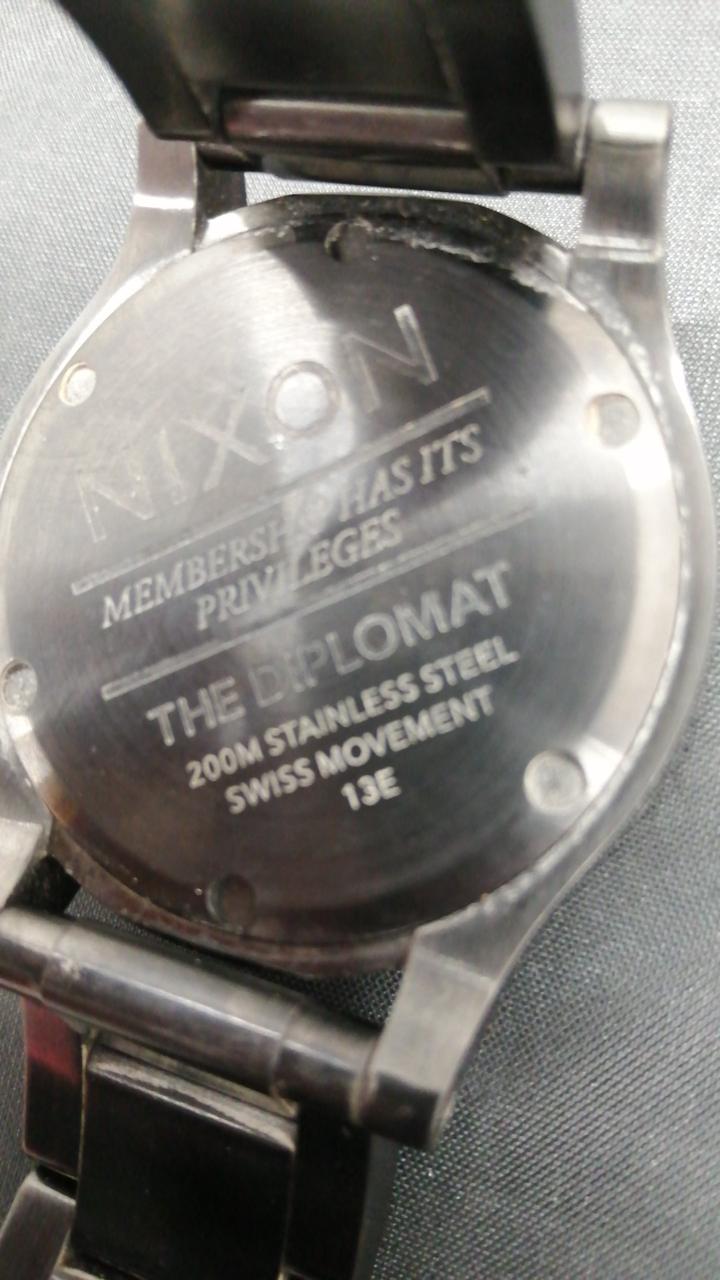 NIXON
MEMBERSHIP HAS ITS
PRIVILEGES
THE DIPLOMAT
200M STAINLESS STEEL
SWISS MOVEMENT
13E